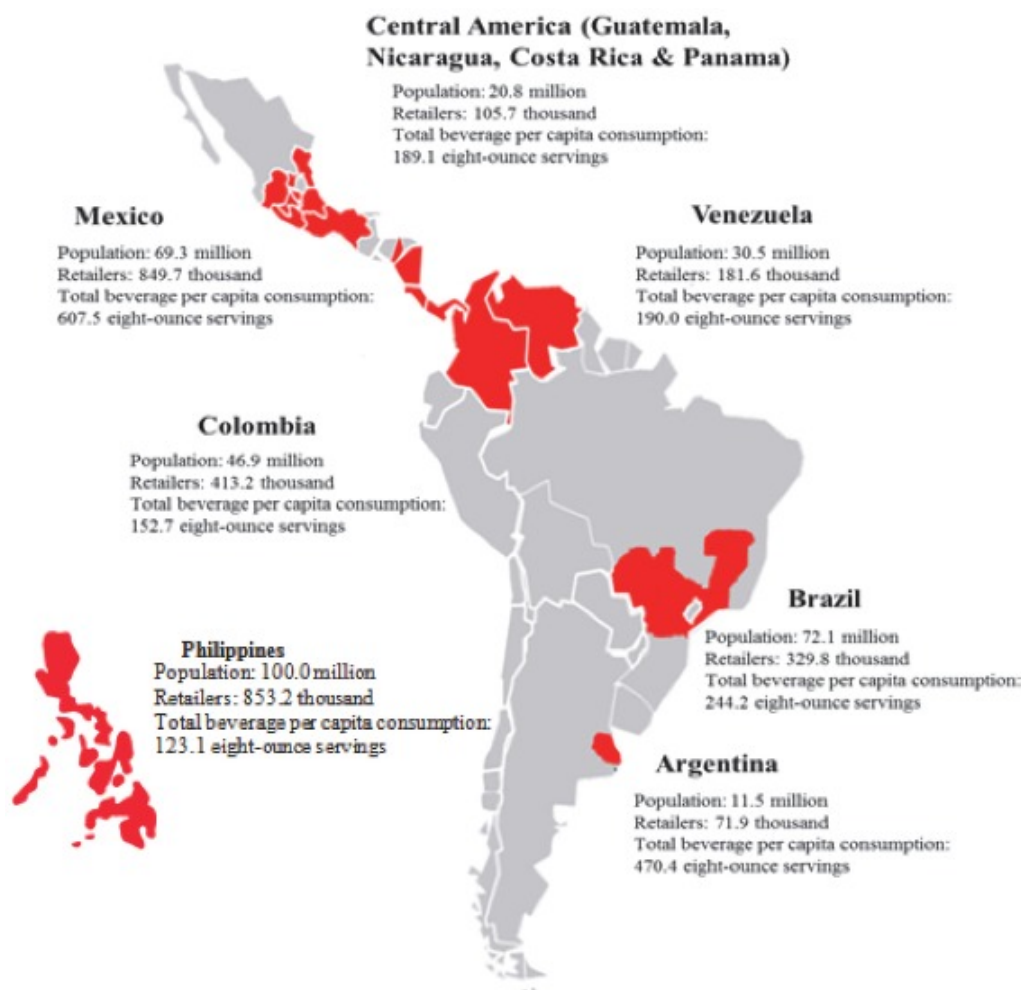 Central America (Guatemala,
Nicaragua, Costa Rica & Panama)
Population: 20.8 million
Retailers: 105.7 thousand
Total beverage per capita consumption:
189.1 eight-ounce servings
Mexico
Population: 69.3 million
Retailers: 849.7 thousand
Total beverage per capita consumption:
607.5 eight-ounce servings
Venezuela
Population: 30.5 million
Retailers: 181.6 thousand
Total beverage per capita consumption:
190.0 eight-ounce servings
Colombia
Population: 46.9 million
Retailers: 413.2 thousand
Total beverage per capita consumption:
152.7 eight-ounce servings
Brazil
Population: 72.1 million
Retailers: 329.8 thousand
Total beverage per capita consumption:
244.2 eight-ounce servings
Philippines
Population: 100.0 million
Retailers: 853.2 thousand
Total beverage per capita consumption:
123.1 eight-ounce servings
Argentina
Population: 11.5 million
Retailers: 71.9 thousand
Total beverage per capita consumption:
470.4 eight-ounce servings